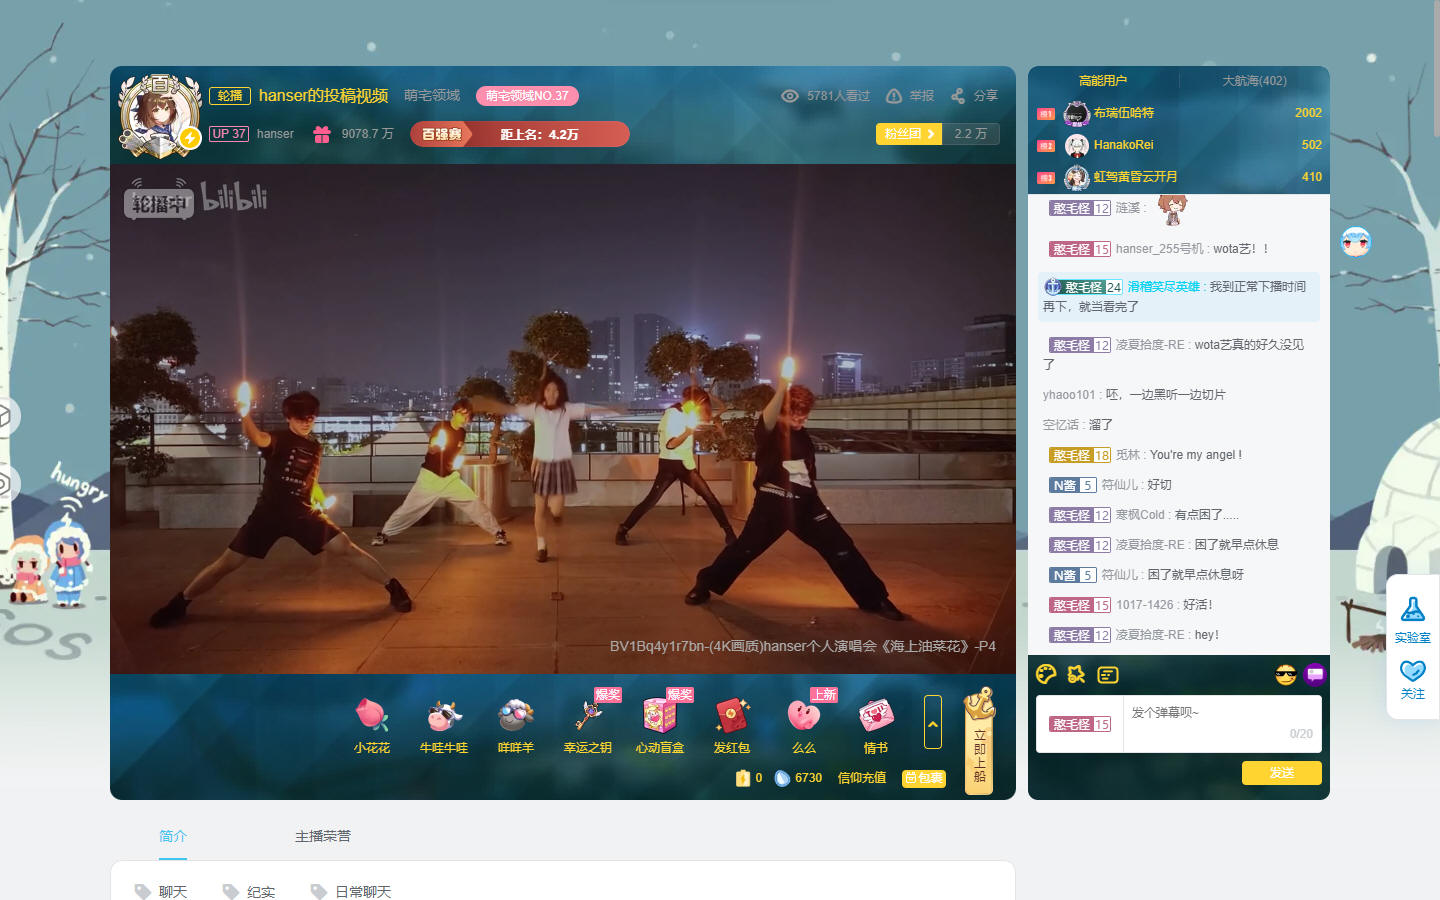 轮播 hanser的投稿视频 萌宅领域 萌宅领域NO.37 5781人看过 举报 分享
UP 37 hanser 9078.7 万 百强赛 距上名：4.2万 粉丝团 2.2 万
轮播中 bilibili
BV1Bq4y1r7bn-(4K画质)hanser个人演唱会《海上油菜花》-P4
爆奖 爆奖 上新
小花花 牛哇牛哇 咩咩羊 幸运之钥 心动盲盒 发红包 么么 情书
立即上船
0 6730 信仰充值 包裹
高能用户 大航海(402)
榜1 布瑞伍哈特 2002
榜2 HanakoRei 502
榜3 虹驾黄昏云开月 410
憨毛怪 12 涟溪 :
憨毛怪 15 hanser_255号机 : wota艺！！
憨毛怪 24 滑稽笑尽英雄 : 我到正常下播时间
再下，就当看完了
憨毛怪 12 凌夏拾度-RE : wota艺真的好久没见
了
yhaoo101 : 呸，一边黑听一边切片
空忆话 : 溜了
憨毛怪 18 觅林 : You're my angel !
N酱 5 符仙儿 : 好切
憨毛怪 12 寒枫Cold : 有点困了.....
憨毛怪 12 凌夏拾度-RE : 困了就早点休息
N酱 5 符仙儿 : 困了就早点休息呀
憨毛怪 15 1017-1426 : 好活！
憨毛怪 12 凌夏拾度-RE : hey！
憨毛怪 15 发个弹幕呗~
0/20
发送
hungry
SOS
实验室
关注
简介 主播荣誉
聊天 纪实 日常聊天